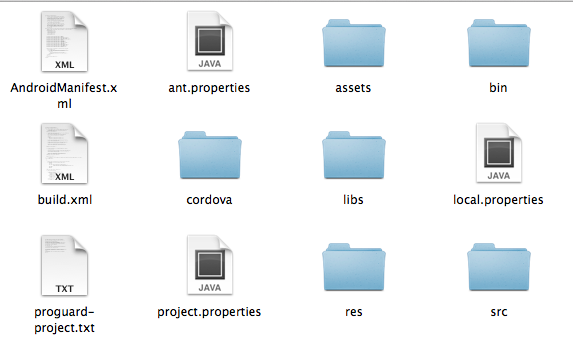 XML
JAVA
AndroidManifest.x
ml
ant.properties
assets
bin
XML
JAVA
build.xml
cordova
libs
local.properties
TXT
JAVA
proguard-
project.txt
project.properties
res
src